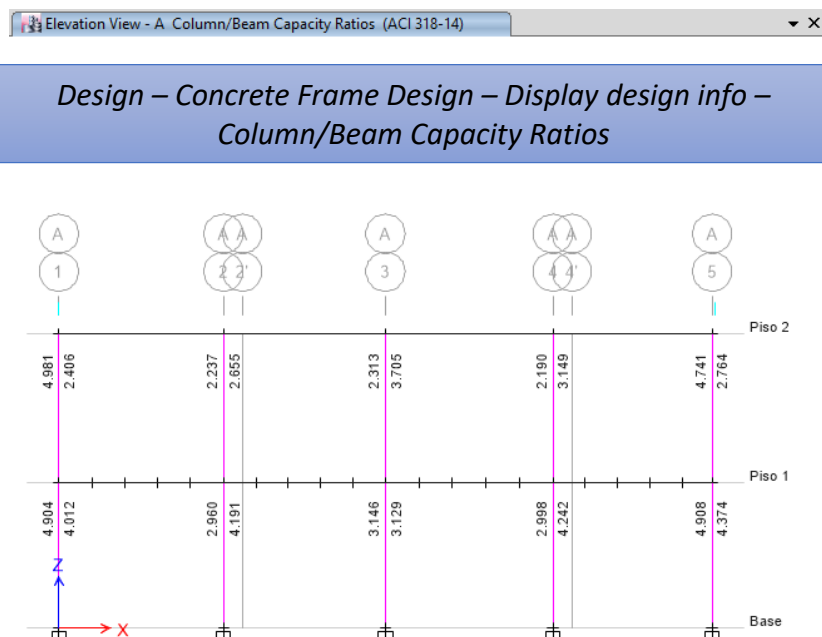 Elevation View - A Column/Beam Capacity Ratios (ACI 318-14)
Design – Concrete Frame Design – Display design info –
Column/Beam Capacity Ratios
A A A A A A A
1 2 2' 3 4 4' 5
Piso 2
4.981 2.406 2.237 2.655 2.313 3.705 2.190 3.149 4.741 2.764
Piso 1
4.904 4.012 2.960 4.191 3.146 3.129 2.998 4.242 4.908 4.374
Z
X
Base